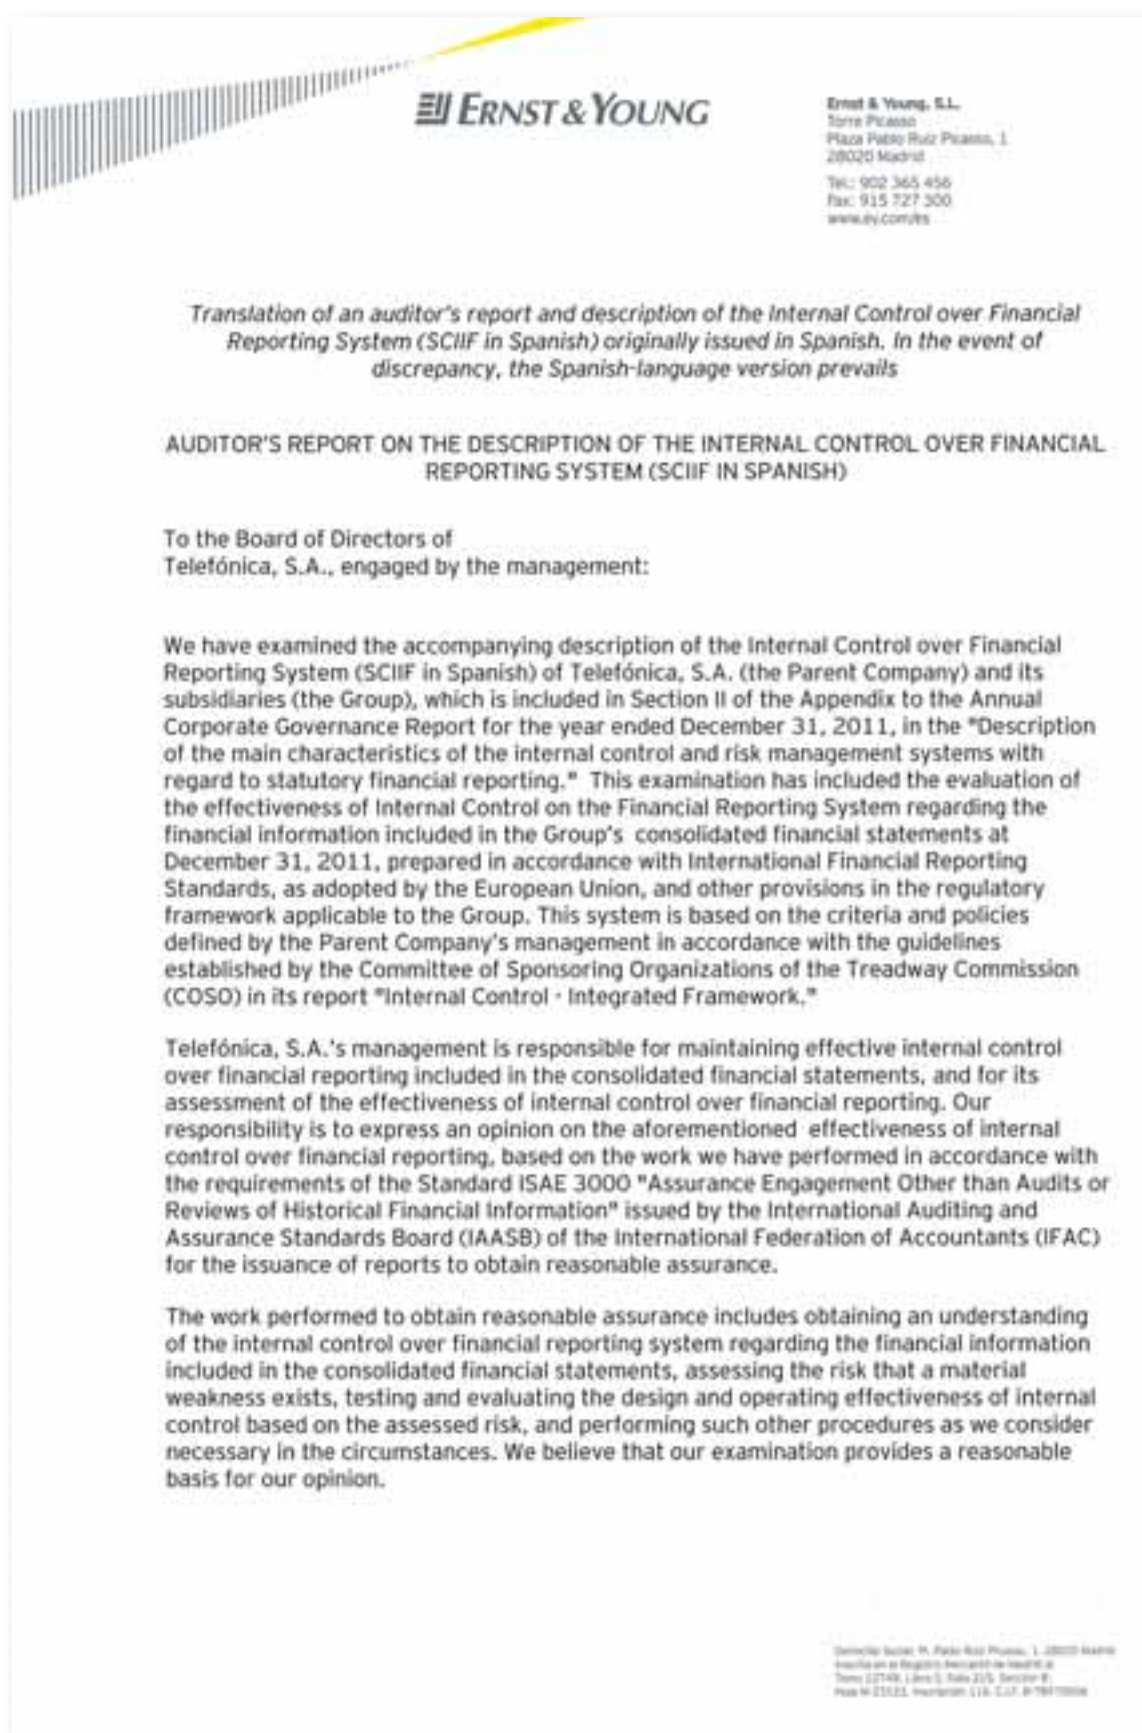 ERNST & YOUNG
Ernst & Young, S.L.
Torre Picasso
Plaza Pablo Ruiz Picasso, 1
28020 Madrid
Tel.: 902 365 456
Fax: 915 727 300
www.ey.com/es
Translation of an auditor's report and description of the Internal Control over Financial
Reporting System (SCIIF in Spanish) originally issued in Spanish. In the event of
discrepancy, the Spanish-language version prevails
AUDITOR'S REPORT ON THE DESCRIPTION OF THE INTERNAL CONTROL OVER FINANCIAL
REPORTING SYSTEM (SCIIF IN SPANISH)
To the Board of Directors of
Telefónica, S.A., engaged by the management:
We have examined the accompanying description of the Internal Control over Financial
Reporting System (SCIIF in Spanish) of Telefónica, S.A. (the Parent Company) and its
subsidiaries (the Group), which is included in Section II of the Appendix to the Annual
Corporate Governance Report for the year ended December 31, 2011, in the "Description
of the main characteristics of the internal control and risk management systems with
regard to statutory financial reporting." This examination has included the evaluation of
the effectiveness of Internal Control on the Financial Reporting System regarding the
financial information included in the Group's consolidated financial statements at
December 31, 2011, prepared in accordance with International Financial Reporting
Standards, as adopted by the European Union, and other provisions in the regulatory
framework applicable to the Group. This system is based on the criteria and policies
defined by the Parent Company's management in accordance with the guidelines
established by the Committee of Sponsoring Organizations of the Treadway Commission
(COSO) in its report "Internal Control - Integrated Framework."
Telefónica, S.A.'s management is responsible for maintaining effective internal control
over financial reporting included in the consolidated financial statements, and for its
assessment of the effectiveness of internal control over financial reporting. Our
responsibility is to express an opinion on the aforementioned effectiveness of internal
control over financial reporting, based on the work we have performed in accordance with
the requirements of the Standard ISAE 3000 "Assurance Engagement Other than Audits or
Reviews of Historical Financial Information" issued by the International Auditing and
Assurance Standards Board (IAASB) of the International Federation of Accountants (IFAC)
for the issuance of reports to obtain reasonable assurance.
The work performed to obtain reasonable assurance includes obtaining an understanding
of the internal control over financial reporting system regarding the financial information
included in the consolidated financial statements, assessing the risk that a material
weakness exists, testing and evaluating the design and operating effectiveness of internal
control based on the assessed risk, and performing such other procedures as we consider
necessary in the circumstances. We believe that our examination provides a reasonable
basis for our opinion.